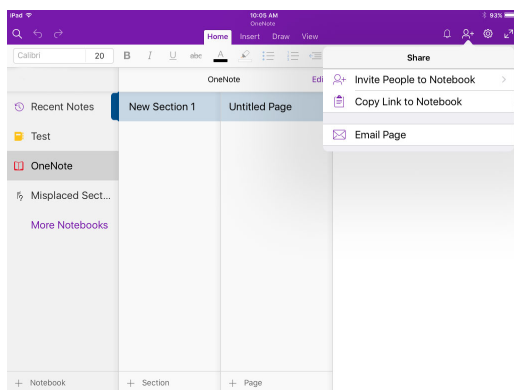 iPad 10:05 AM 93%
OneNote
Home Insert Draw View
Calibri 20 B I U abc A
Share
OneNote Edi
Invite People to Notebook
Copy Link to Notebook
Email Page
Recent Notes
Test
OneNote
Misplaced Sect...
More Notebooks
New Section 1
Untitled Page
+ Notebook
+ Section
+ Page